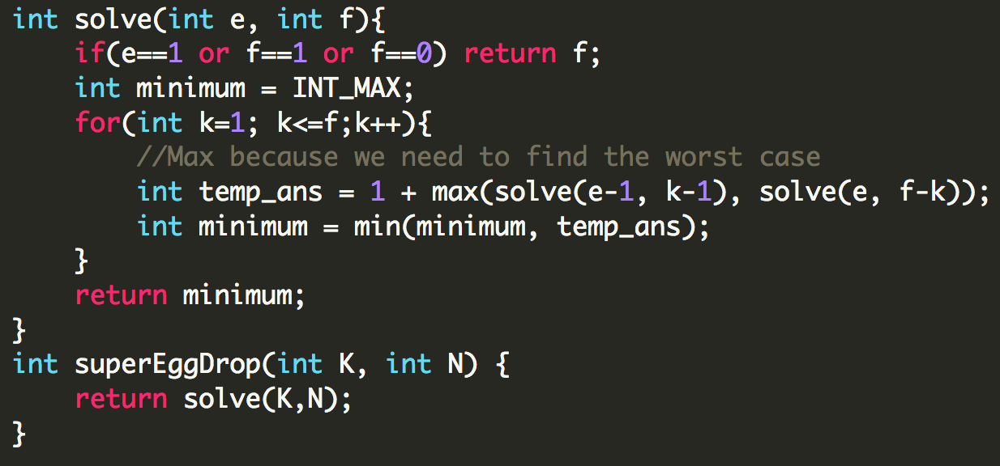 int solve(int e, int f){
    if(e==1 or f==1 or f==0) return f;
    int minimum = INT_MAX;
    for(int k=1; k<=f;k++){
        //Max because we need to find the worst case
        int temp_ans = 1 + max(solve(e-1, k-1), solve(e, f-k));
        int minimum = min(minimum, temp_ans);
    }
    return minimum;
}
int superEggDrop(int K, int N) {
    return solve(K,N);
}